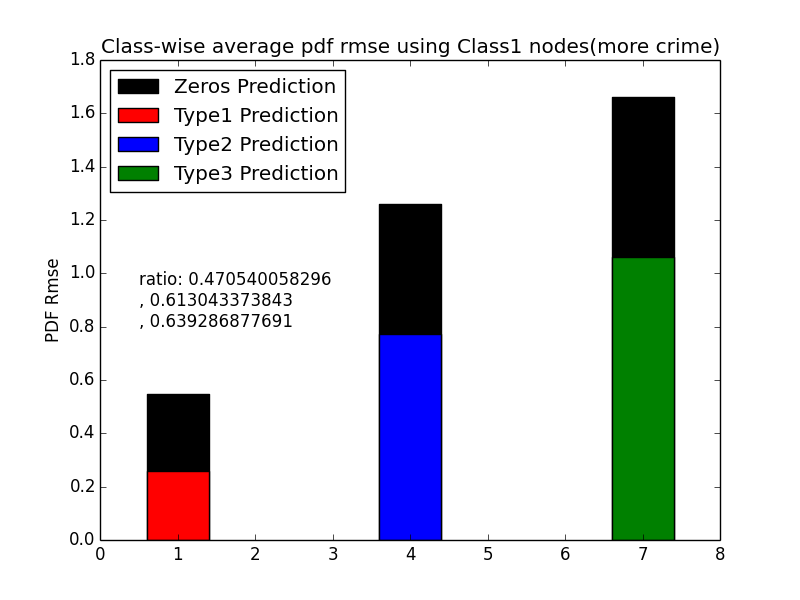 Class-wise average pdf rmse using Class1 nodes(more crime)
1.8
1.6
1.4
1.2
1.0
0.8
0.6
0.4
0.2
0.0
PDF Rmse
Zeros Prediction
Type1 Prediction
Type2 Prediction
Type3 Prediction
ratio: 0.470540058296
, 0.613043373843
, 0.639286877691
0 1 2 3 4 5 6 7 8